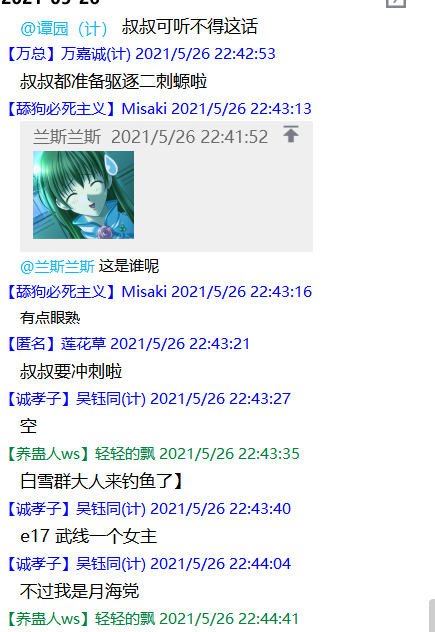 @谭园（计） 叔叔可听不得这话
【万总】万嘉诚(计) 2021/5/26 22:42:53
叔叔都准备驱逐二刺螈啦
【舔狗必死主义】Misaki 2021/5/26 22:43:13
兰斯兰斯 2021/5/26 22:41:52
@兰斯兰斯 这是谁呢
【舔狗必死主义】Misaki 2021/5/26 22:43:16
有点眼熟
【匿名】莲花草 2021/5/26 22:43:21
叔叔要冲刺啦
【诚孝子】吴钰同(计) 2021/5/26 22:43:27
空
【养蛊人ws】轻轻的飘 2021/5/26 22:43:35
白雪群大人来钓鱼了】
【诚孝子】吴钰同(计) 2021/5/26 22:43:40
e17 武线一个女主
【诚孝子】吴钰同(计) 2021/5/26 22:44:04
不过我是月海党
【养蛊人ws】轻轻的飘 2021/5/26 22:44:41